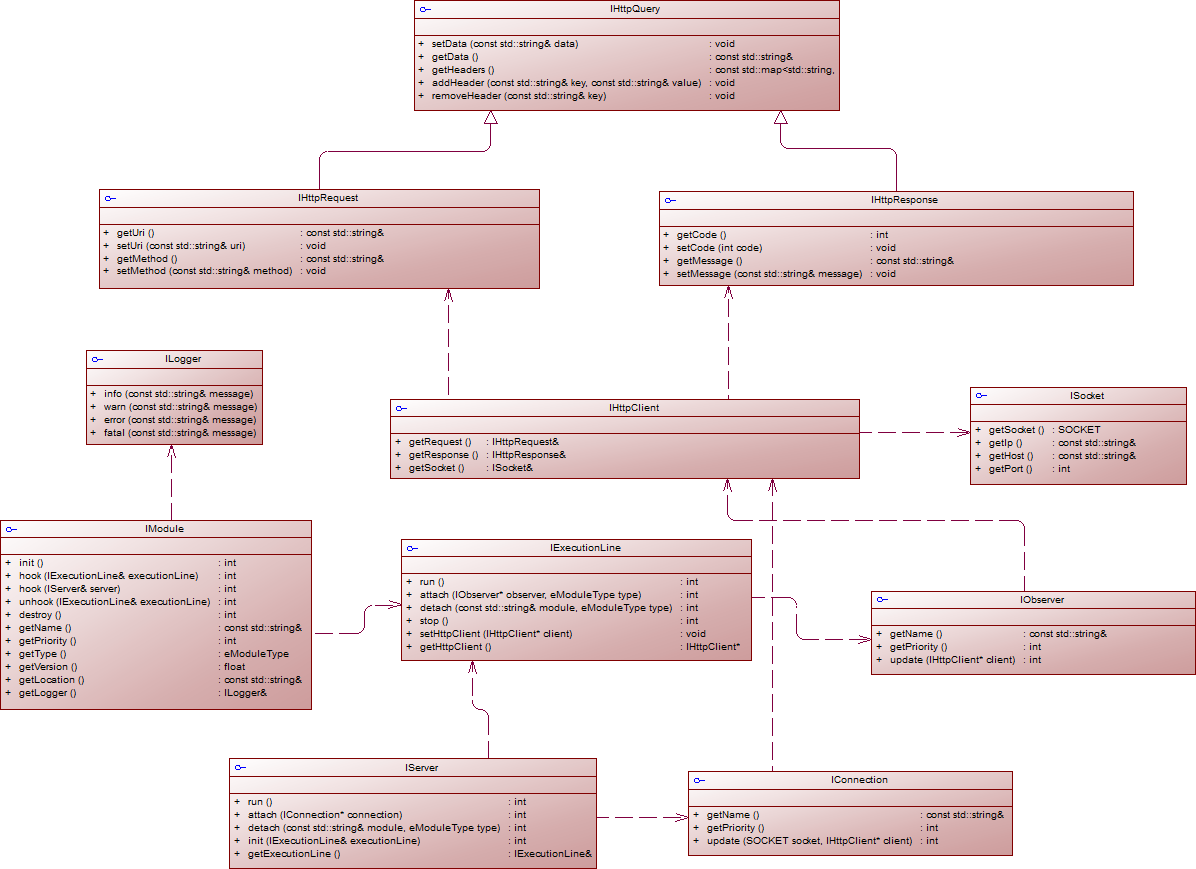 IHttpQuery
+ setData (const std::string& data) : void
+ getData () : const std::string&
+ getHeaders () : const std::map<std::string,
+ addHeader (const std::string& key, const std::string& value) : void
+ removeHeader (const std::string& key) : void
IHttpRequest
+ getUri () : const std::string&
+ setUri (const std::string& uri) : void
+ getMethod () : const std::string&
+ setMethod (const std::string& method) : void
IHttpResponse
+ getCode () : int
+ setCode (int code) : void
+ getMessage () : const std::string&
+ setMessage (const std::string& message) : void
ILogger
+ info (const std::string& message)
+ warn (const std::string& message)
+ error (const std::string& message)
+ fatal (const std::string& message)
IHttpClient
+ getRequest () : IHttpRequest&
+ getResponse () : IHttpResponse&
+ getSocket () : ISocket&
ISocket
+ getSocket () : SOCKET
+ getIp () : const std::string&
+ getHost () : const std::string&
+ getPort () : int
IModule
+ init () : int
+ hook (IExecutionLine& executionLine) : int
+ hook (IServer& server) : int
+ unhook (IExecutionLine& executionLine) : int
+ destroy () : int
+ getName () : const std::string&
+ getPriority () : int
+ getType () : eModuleType
+ getVersion () : float
+ getLocation () : const std::string&
+ getLogger () : ILogger&
IExecutionLine
+ run () : int
+ attach (IObserver* observer, eModuleType type) : int
+ detach (const std::string& module, eModuleType type) : int
+ stop () : int
+ setHttpClient (IHttpClient* client) : void
+ getHttpClient () : IHttpClient*
IObserver
+ getName () : const std::string&
+ getPriority () : int
+ update (IHttpClient* client) : int
IServer
+ run () : int
+ attach (IConnection* connection) : int
+ detach (const std::string& module, eModuleType type) : int
+ init (IExecutionLine& executionLine) : int
+ getExecutionLine () : IExecutionLine&
IConnection
+ getName () : const std::string&
+ getPriority () : int
+ update (SOCKET socket, IHttpClient* client) : int